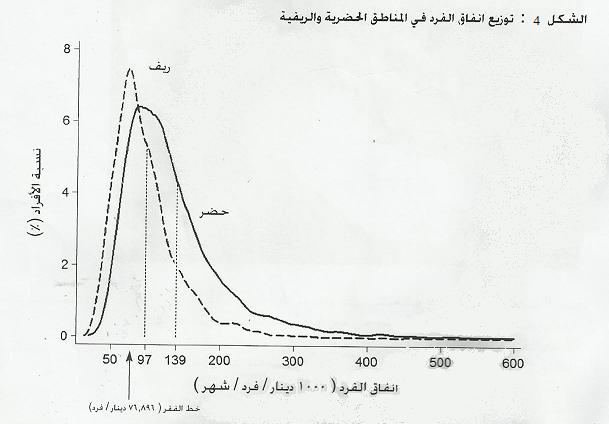 الشكل 4 : توزيع انفاق الفرد في المناطق الحضرية والريفية
نسبة الأفراد (٪)
8
6
4
2
0
ريف
حضر
50 97 139 200 300 400 500 600
انفاق الفرد ( ١٠٠٠ دينار/ فرد/ شهر )
خط الفقر ( ٧٦,٨٩٦ دينار/ فرد)